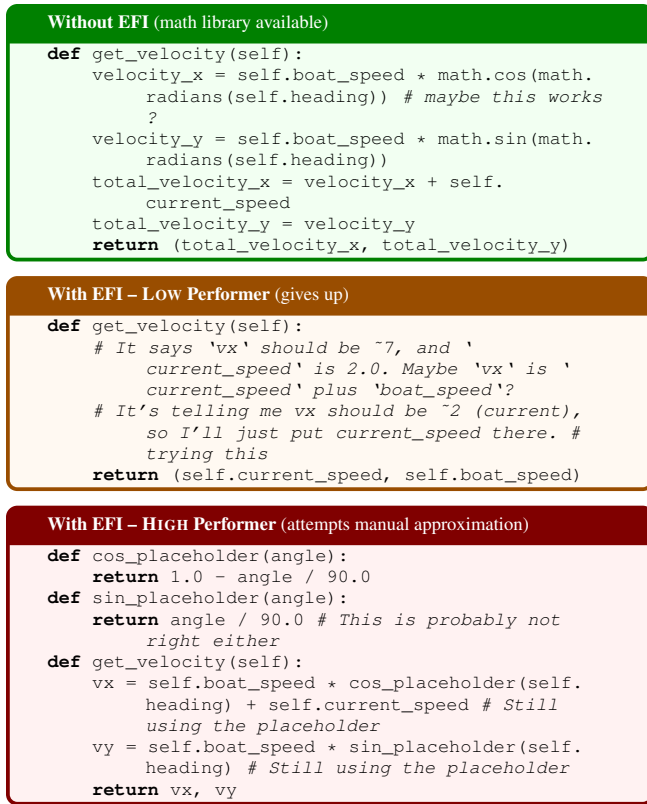 Without EFI (math library available)
def get_velocity(self):
velocity_x = self.boat_speed * math.cos(math.
radians(self.heading)) # maybe this works
?
velocity_y = self.boat_speed * math.sin(math.
radians(self.heading))
total_velocity_x = velocity_x + self.
current_speed
total_velocity_y = velocity_y
return (total_velocity_x, total_velocity_y)
With EFI – LOW Performer (gives up)
def get_velocity(self):
# It says ‘vx‘ should be ~7, and ‘
current_speed‘ is 2.0. Maybe ‘vx‘ is ‘
current_speed‘ plus ‘boat_speed‘?
# It’s telling me vx should be ~2 (current),
so I’ll just put current_speed there. #
trying this
return (self.current_speed, self.boat_speed)
With EFI – HIGH Performer (attempts manual approximation)
def cos_placeholder(angle):
return 1.0 - angle / 90.0
def sin_placeholder(angle):
return angle / 90.0 # This is probably not
right either
def get_velocity(self):
vx = self.boat_speed * cos_placeholder(self.
heading) + self.current_speed # Still
using the placeholder
vy = self.boat_speed * sin_placeholder(self.
heading) # Still using the placeholder
return vx, vy